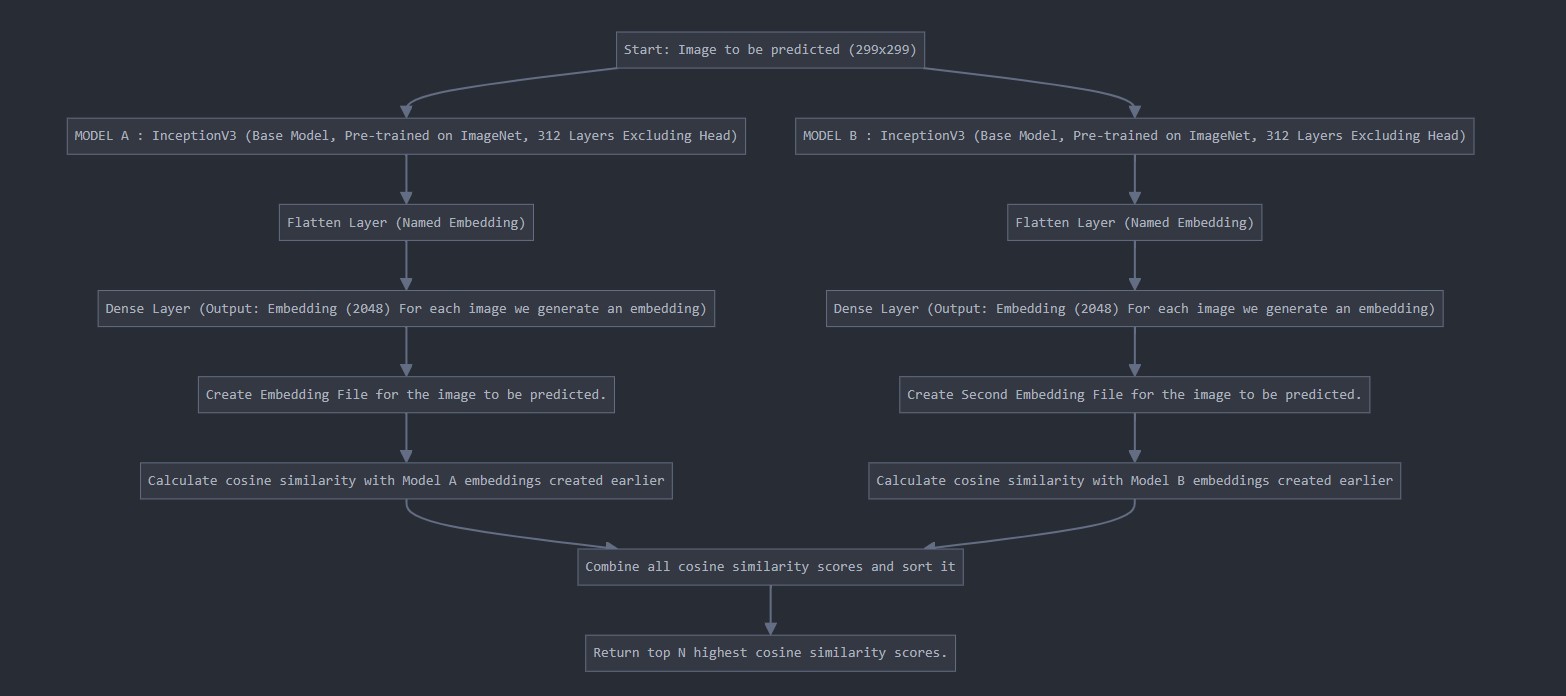 Start: Image to be predicted (299x299)
MODEL A : InceptionV3 (Base Model, Pre-trained on ImageNet, 312 Layers Excluding Head)
MODEL B : InceptionV3 (Base Model, Pre-trained on ImageNet, 312 Layers Excluding Head)
Flatten Layer (Named Embedding)
Flatten Layer (Named Embedding)
Dense Layer (Output: Embedding (2048) For each image we generate an embedding)
Dense Layer (Output: Embedding (2048) For each image we generate an embedding)
Create Embedding File for the image to be predicted.
Create Second Embedding File for the image to be predicted.
Calculate cosine similarity with Model A embeddings created earlier
Calculate cosine similarity with Model B embeddings created earlier
Combine all cosine similarity scores and sort it
Return top N highest cosine similarity scores.